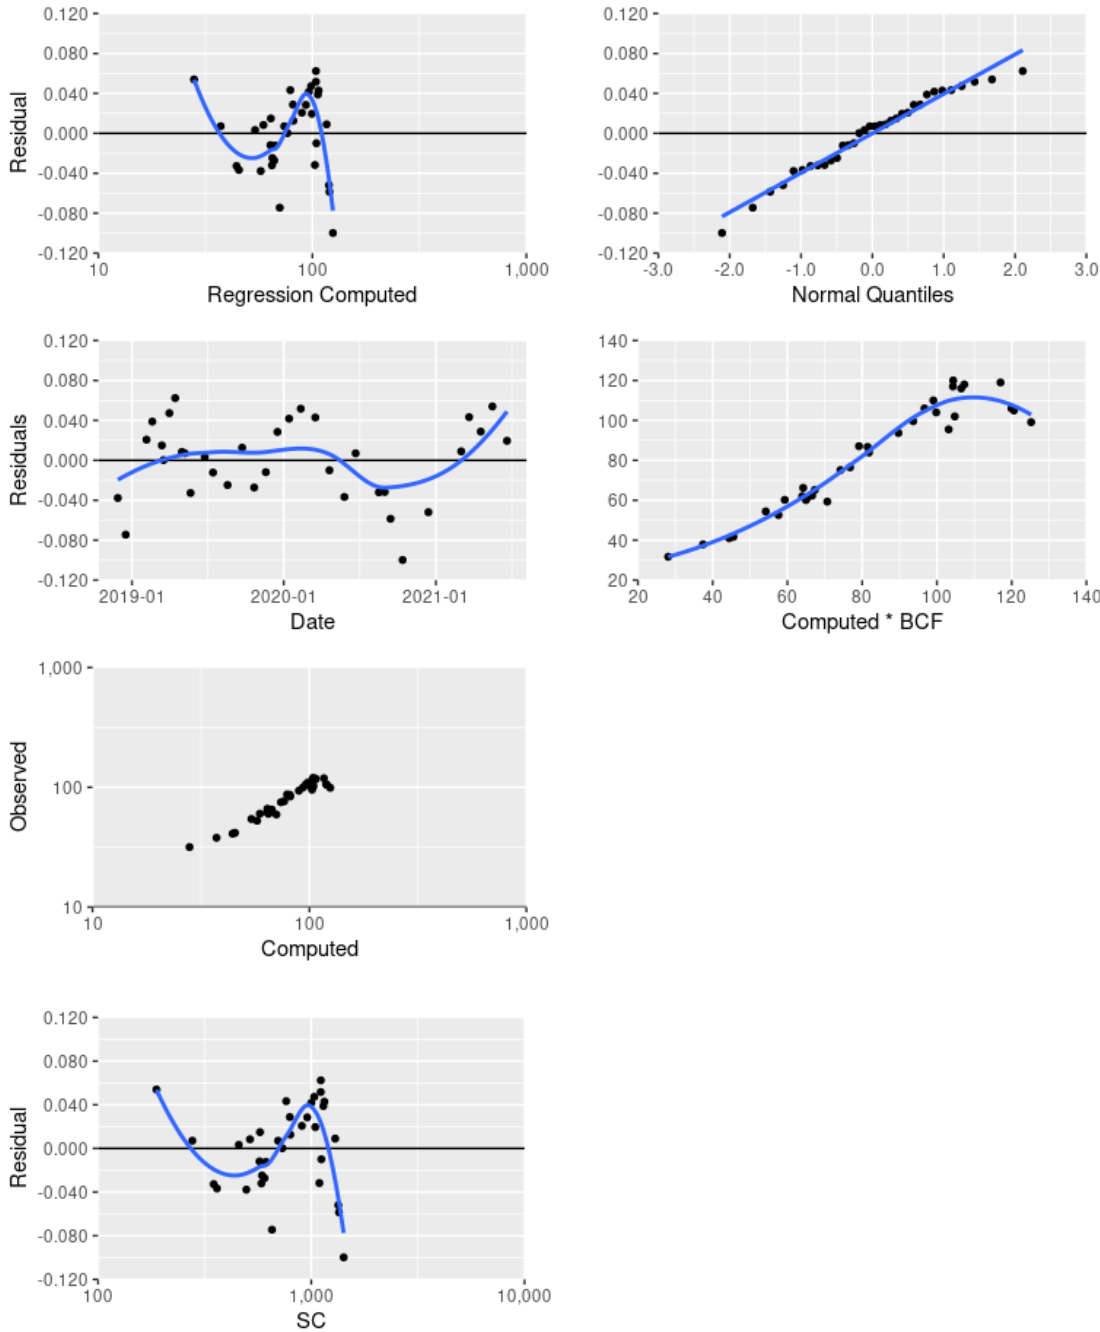 0.120
0.080
0.040
0.000
-0.040
-0.080
-0.120
Residual
10 100 1,000
Regression Computed
0.120
0.080
0.040
0.000
-0.040
-0.080
-0.120
Residual
-3.0 -2.0 -1.0 0.0 1.0 2.0 3.0
Normal Quantiles
0.120
0.080
0.040
0.000
-0.040
-0.080
-0.120
Residuals
2019-01 2020-01 2021-01
Date
140
120
100
80
60
40
20
Observed
20 40 60 80 100 120 140
Computed * BCF
1,000
100
10
Observed
10 100 1,000
Computed
0.120
0.080
0.040
0.000
-0.040
-0.080
-0.120
Residual
100 1,000 10,000
SC